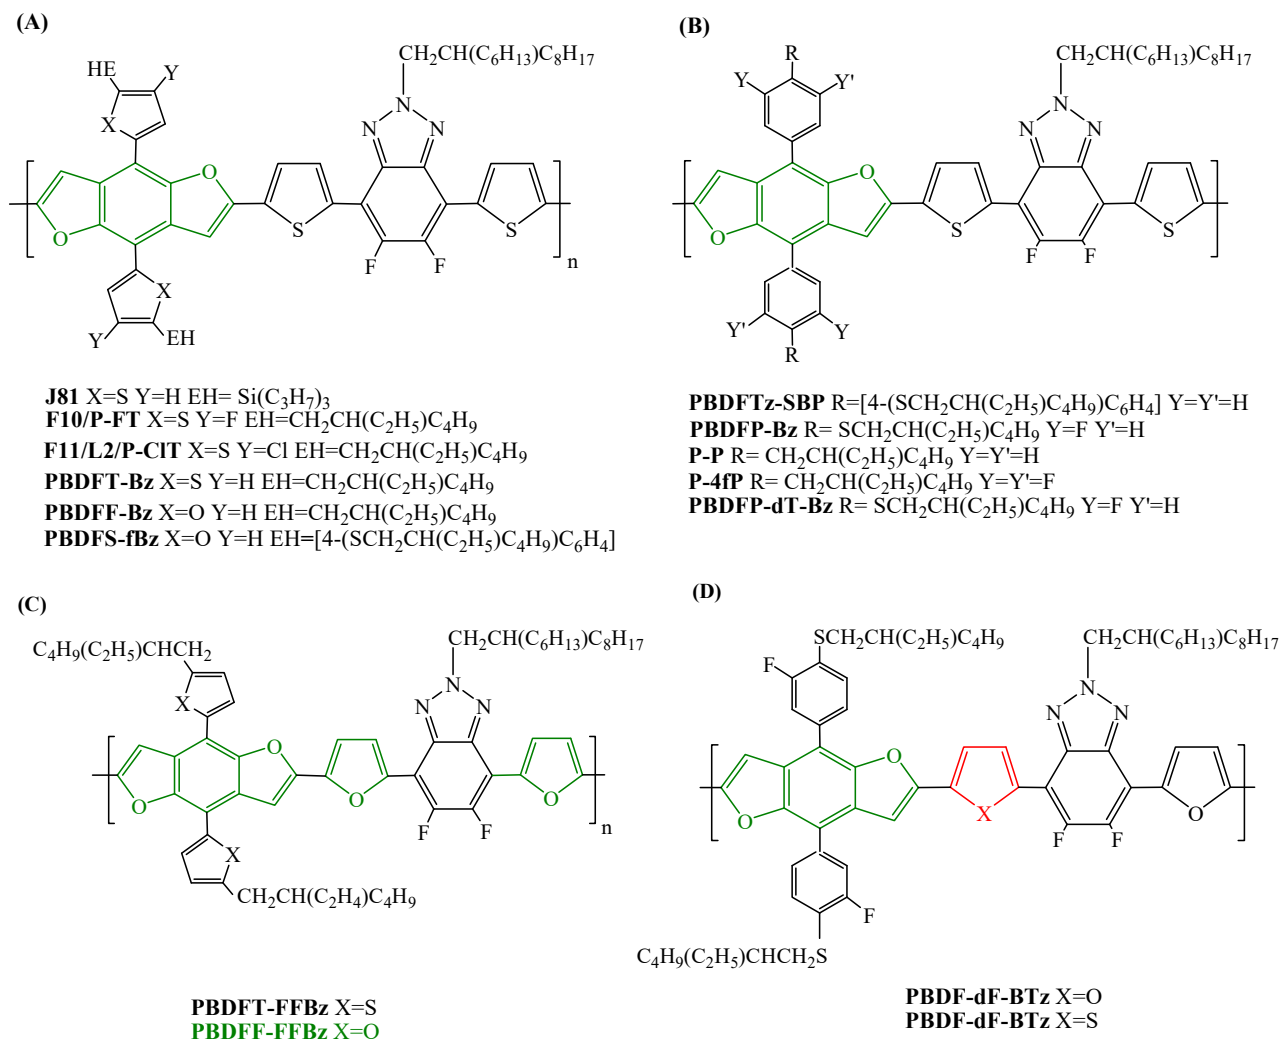 (A)
CH2CH(C6H13)C8H17
HE
Y
X
N
N
N
O
O
S
S
F
F
n
X
Y
EH
J81 X=S Y=H EH= Si(C3H7)3
F10/P-FT X=S Y=F EH=CH2CH(C2H5)C4H9
F11/L2/P-ClT X=S Y=Cl EH=CH2CH(C2H5)C4H9
PBDFT-Bz X=S Y=H EH=CH2CH(C2H5)C4H9
PBDFF-Bz X=O Y=H EH=CH2CH(C2H5)C4H9
PBDFS-fBz X=O Y=H EH=[4-(SCH2CH(C2H5)C4H9)C6H4]
(B)
CH2CH(C6H13)C8H17
R
Y
Y'
N
N
N
O
O
S
S
F
F
Y'
Y
R
PBDFTz-SBP R=[4-(SCH2CH(C2H5)C4H9)C6H4] Y=Y'=H
PBDFP-Bz R= SCH2CH(C2H5)C4H9 Y=F Y'=H
P-P R= CH2CH(C2H5)C4H9 Y=Y'=H
P-4fP R= CH2CH(C2H5)C4H9 Y=Y'=F
PBDFP-dT-Bz R= SCH2CH(C2H5)C4H9 Y=F Y'=H
(C)
C4H9(C2H5)CHCH2
CH2CH(C6H13)C8H17
X
N
N
N
O
O
O
O
F
F
n
X
CH2CH(C2H4)C4H9
PBDFT-FFBz X=S
PBDFF-FFBz X=O
(D)
SCH2CH(C2H5)C4H9
CH2CH(C6H13)C8H17
F
N
N
N
O
O
X
O
F
F
F
C4H9(C2H5)CHCH2S
PBDF-dF-BTz X=O
PBDF-dF-BTz X=S